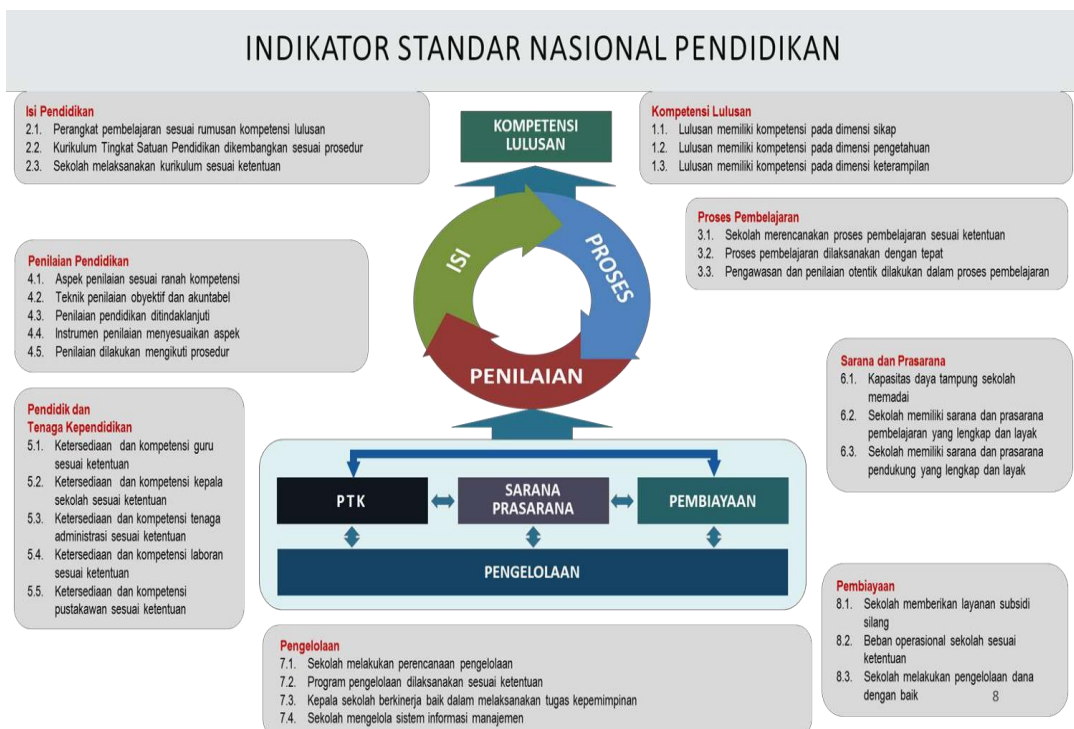 INDIKATOR STANDAR NASIONAL PENDIDIKAN
Isi Pendidikan
2.1. Perangkat pembelajaran sesuai rumusan kompetensi lulusan
2.2. Kurikulum Tingkat Satuan Pendidikan dikembangkan sesuai prosedur
2.3. Sekolah melaksanakan kurikulum sesuai ketentuan
KOMPETENSI
LULUSAN
Kompetensi Lulusan
1.1. Lulusan memiliki kompetensi pada dimensi sikap
1.2. Lulusan memiliki kompetensi pada dimensi pengetahuan
1.3. Lulusan memiliki kompetensi pada dimensi keterampilan
Proses Pembelajaran
3.1. Sekolah merencanakan proses pembelajaran sesuai ketentuan
3.2. Proses pembelajaran dilaksanakan dengan tepat
3.3. Pengawasan dan penilaian otentik dilakukan dalam proses pembelajaran
ISI
PROSES
PENILAIAN
Penilaian Pendidikan
4.1. Aspek penilaian sesuai ranah kompetensi
4.2. Teknik penilaian obyektif dan akuntabel
4.3. Penilaian pendidikan ditindaklanjuti
4.4. Instrumen penilaian menyesuaikan aspek
4.5. Penilaian dilakukan mengikuti prosedur
Sarana dan Prasarana
6.1. Kapasitas daya tampung sekolah
memadai
6.2. Sekolah memiliki sarana dan prasarana
pembelajaran yang lengkap dan layak
6.3. Sekolah memiliki sarana dan prasarana
pendukung yang lengkap dan layak
Pendidik dan
Tenaga Kependidikan
5.1. Ketersediaan dan kompetensi guru
sesuai ketentuan
5.2. Ketersediaan dan kompetensi kepala
sekolah sesuai ketentuan
5.3. Ketersediaan dan kompetensi tenaga
administrasi sesuai ketentuan
5.4. Ketersediaan dan kompetensi laboran
sesuai ketentuan
5.5. Ketersediaan dan kompetensi
pustakawan sesuai ketentuan
PTK
SARANA
PRASARANA
PEMBIAYAAN
PENGELOLAAN
Pembiayaan
8.1. Sekolah memberikan layanan subsidi
silang
8.2. Beban operasional sekolah sesuai
ketentuan
8.3. Sekolah melakukan pengelolaan dana
dengan baik
8
Pengelolaan
7.1. Sekolah melakukan perencanaan pengelolaan
7.2. Program pengelolaan dilaksanakan sesuai ketentuan
7.3. Kepala sekolah berkinerja baik dalam melaksanakan tugas kepemimpinan
7.4. Sekolah mengelola sistem informasi manajemen